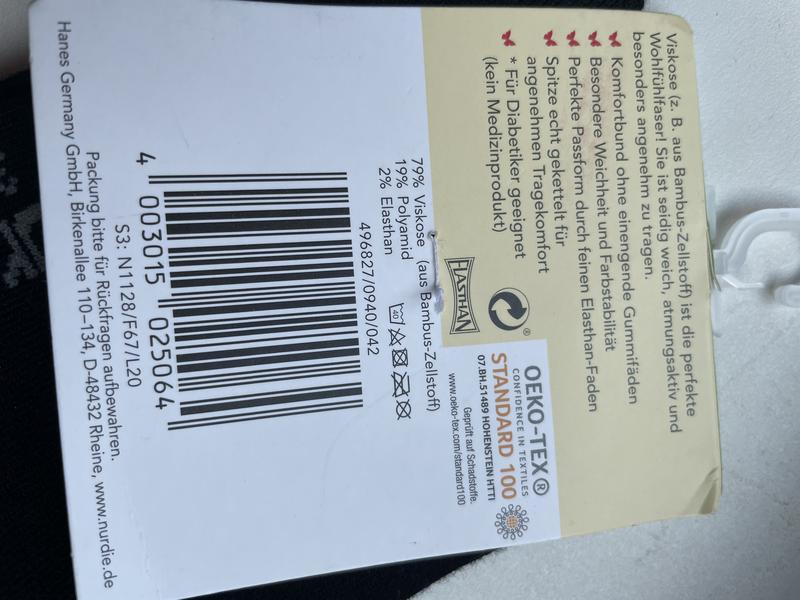 Viskose (z. B. aus Bambus-Zellstoff) ist die perfekte
Wohlfühlfaser! Sie ist seidig weich, atmungsaktiv und
besonders angenehm zu tragen.
Komfortbund ohne einengende Gummifäden
Besondere Weichheit und Farbstabilität
Perfekte Passform durch feinen Elasthan-Faden
Spitze echt gekettelt für
angenehmen Tragekomfort
* Für Diabetiker geeignet
(kein Medizinprodukt)
ELASTHAN
OEKO-TEX®
CONFIDENCE IN TEXTILES
STANDARD 100
07.BH.51489 HOHENSTEIN HTTI
Geprüft auf Schadstoffe.
www.oeko-tex.com/standard100
79% Viskose (aus Bambus-Zellstoff)
19% Polyamid
2% Elasthan
40
496827/0940/042
4 003015 025064
S3: N1128/F67/L20
Packung bitte für Rückfragen aufbewahren.
Hanes Germany GmbH, Birkenallee 110–134, D-48432 Rheine, www.nurdie.de